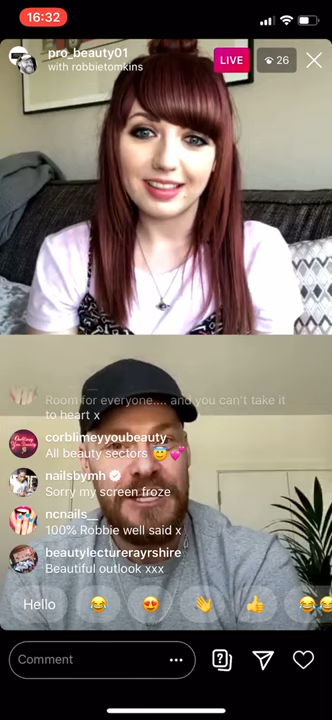 16:32
pro_beauty01
with robbietomkins
LIVE
26
Room for everyone.... and you can't take it
to heart x
corblimeyyoubeauty
All beauty sectors 😇💞
nailsbymh
Sorry my screen froze
ncnails__
100% Robbie well said x
beautylecturerayrshire
Beautiful outlook xxx
Hello 😂 😍 👋 👍 😂😂
Comment